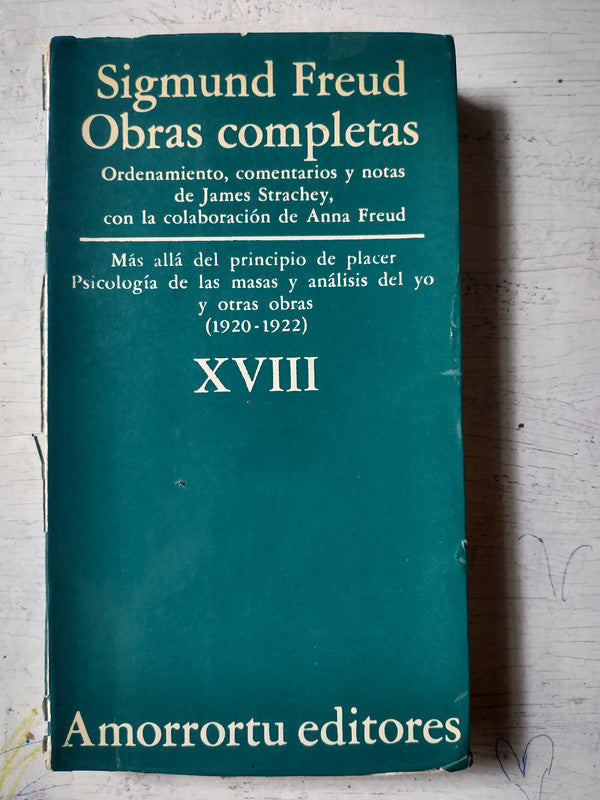 Sigmund Freud
Obras completas
Ordenamiento, comentarios y notas
de James Strachey,
con la colaboración de Anna Freud
Más allá del principio de placer
Psicología de las masas y análisis del yo
y otras obras
(1920-1922)
XVIII
Amorrortu editores